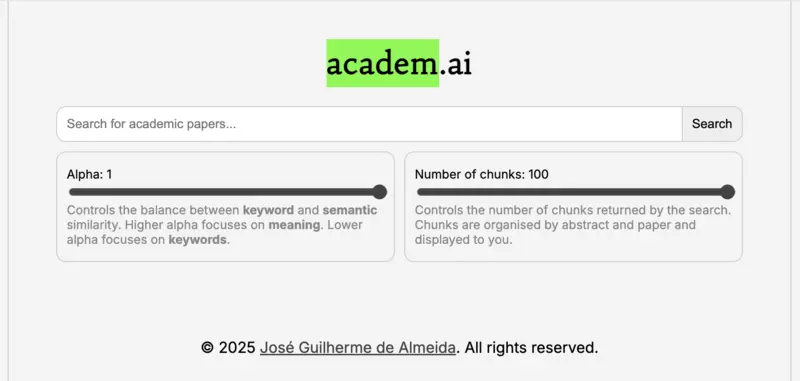 academ.ai
Search for academic papers...
Search
Alpha: 1
Controls the balance between keyword and semantic
similarity. Higher alpha focuses on meaning. Lower
alpha focuses on keywords.
Number of chunks: 100
Controls the number of chunks returned by the search.
Chunks are organised by abstract and paper and
displayed to you.
© 2025 José Guilherme de Almeida. All rights reserved.